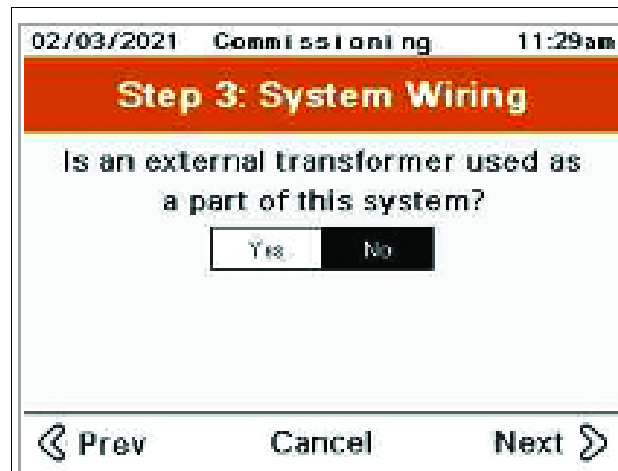 02/03/2021 Commissioning 11:29am
Step 3: System Wiring
Is an external transformer used as
a part of this system?
Yes No
Prev Cancel Next